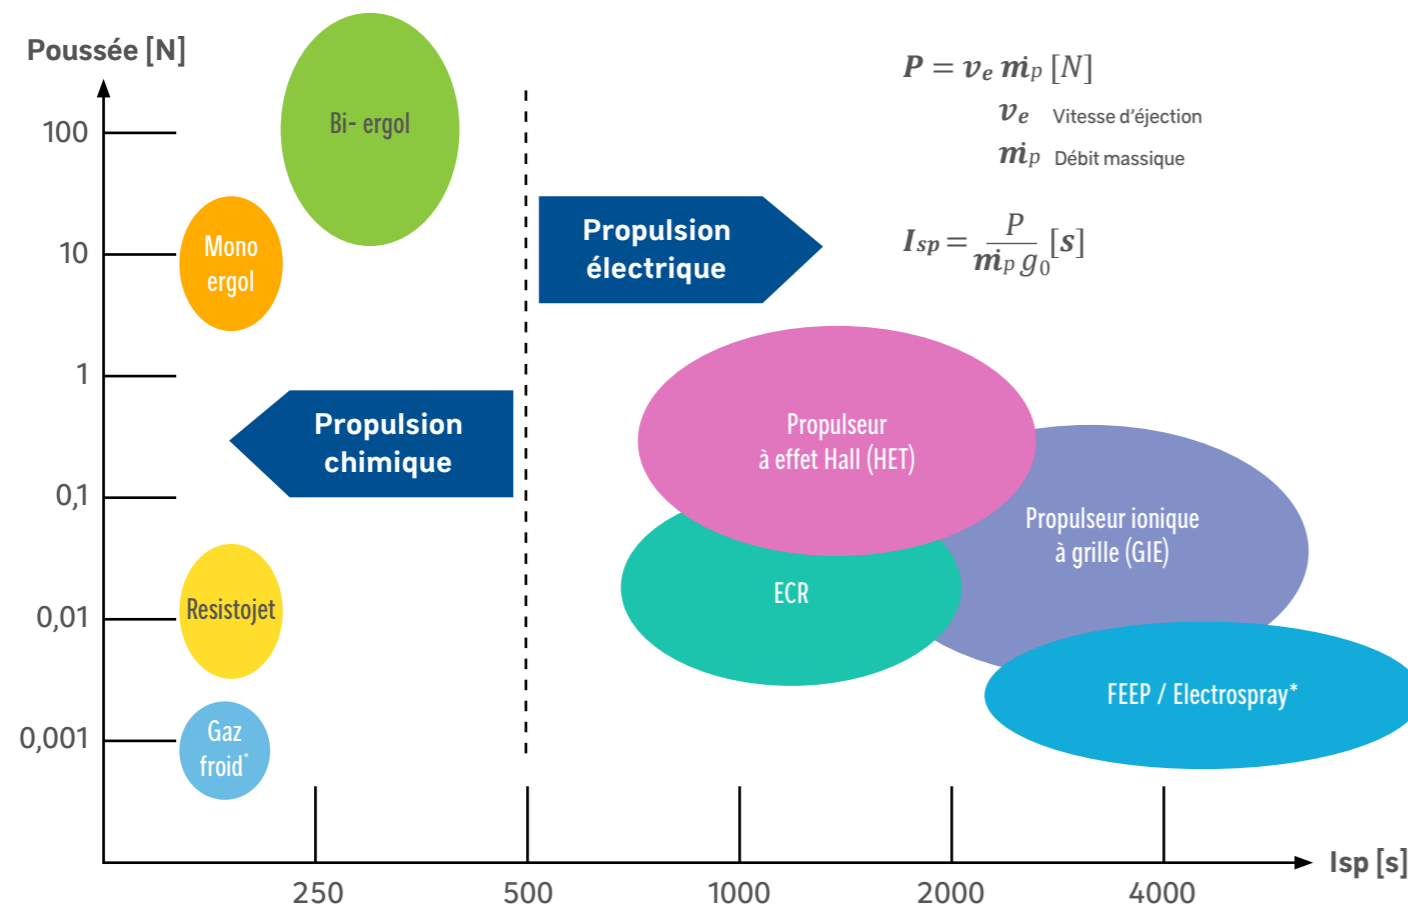 Poussée [N]
100
10
1
0,1
0,01
0,001
Bi- ergol
Mono
ergol
Propulsion
électrique
Propulsion
chimique
P = vₑ ṁₚ [N]
vₑ Vitesse d'éjection
ṁₚ Débit massique
Iₛₚ = P / ṁₚ g₀ [s]
Propulseur
à effet Hall (HET)
Propulseur ionique
à grille (GIE)
ECR
Resistojet
FEEP / Electrospray*
Gaz
froid*
250
500
1000
2000
4000
Isp [s]